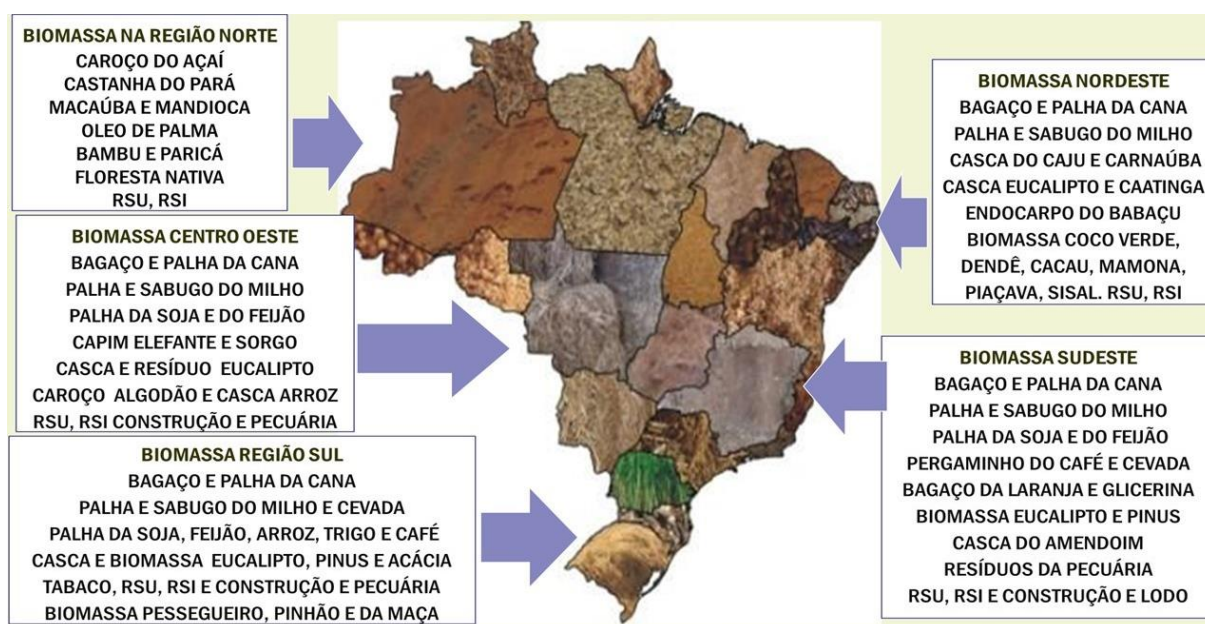 BIOMASSA NA REGIÃO NORTE
CAROÇO DO AÇAÍ
CASTANHA DO PARÁ
MACAÚBA E MANDIOCA
OLEO DE PALMA
BAMBU E PARICÁ
FLORESTA NATIVA
RSU, RSI
BIOMASSA CENTRO OESTE
BAGAÇO E PALHA DA CANA
PALHA E SABUGO DO MILHO
PALHA DA SOJA E DO FEIJÃO
CAPIM ELEFANTE E SORGO
CASCA E RESÍDUO EUCALIPTO
CAROÇO ALGODÃO E CASCA ARROZ
RSU, RSI CONSTRUÇÃO E PECUÁRIA
BIOMASSA REGIÃO SUL
BAGAÇO E PALHA DA CANA
PALHA E SABUGO DO MILHO E CEVADA
PALHA DA SOJA, FEIJÃO, ARROZ, TRIGO E CAFÉ
CASCA E BIOMASSA EUCALIPTO, PINUS E ACÁCIA
TABACO, RSU, RSI E CONSTRUÇÃO E PECUÁRIA
BIOMASSA PESSEGUEIRO, PINHÃO E DA MAÇA
BIOMASSA NORDESTE
BAGAÇO E PALHA DA CANA
PALHA E SABUGO DO MILHO
CASCA DO CAJU E CARNAÚBA
CASCA EUCALIPTO E CAATINGA
ENDOCARPO DO BABAÇU
BIOMASSA COCO VERDE,
DENDÊ, CACAU, MAMONA,
PIAÇAVA, SISAL. RSU, RSI
BIOMASSA SUDESTE
BAGAÇO E PALHA DA CANA
PALHA E SABUGO DO MILHO
PALHA DA SOJA E DO FEIJÃO
PERGAMINHO DO CAFÉ E CEVADA
BAGAÇO DA LARANJA E GLICERINA
BIOMASSA EUCALIPTO E PINUS
CASCA DO AMENDOIM
RESÍDUOS DA PECUÁRIA
RSU, RSI E CONSTRUÇÃO E LODO